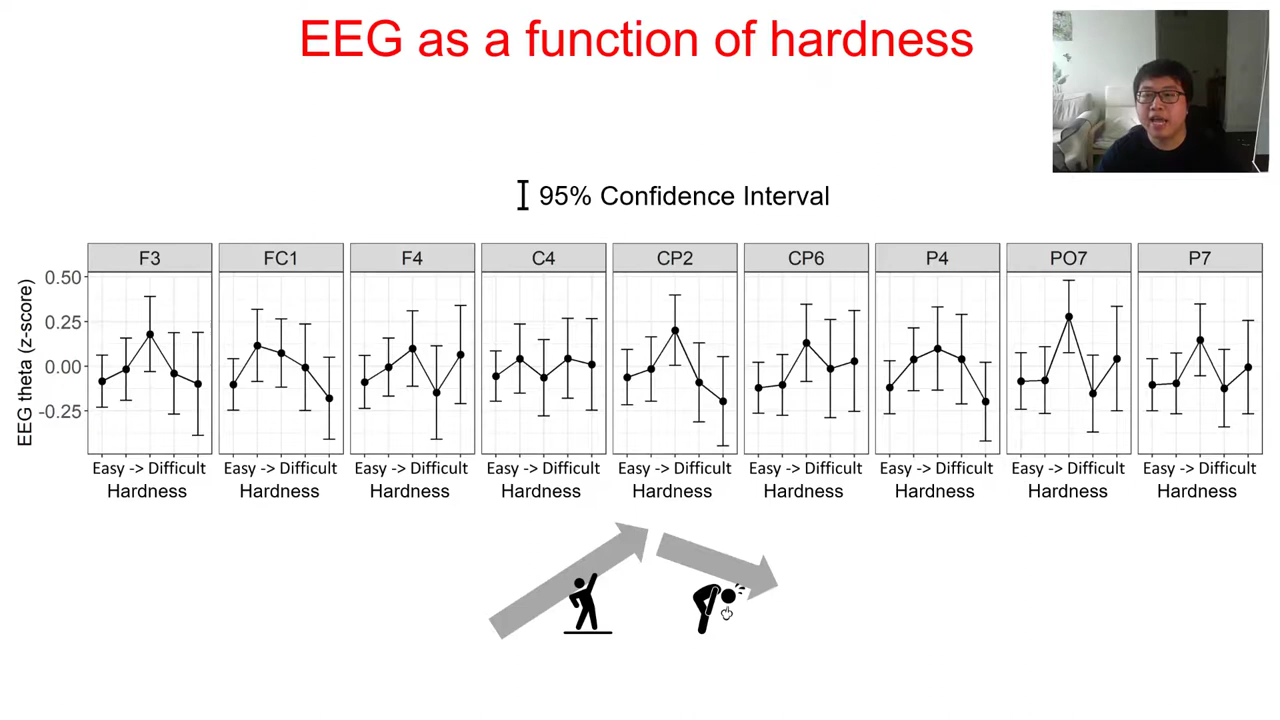 EEG as a function of hardness
95% Confidence Interval
F3 FC1 F4 C4 CP2 CP6 P4 PO7 P7
EEG theta (z-score)
0.50
0.25
0.00
-0.25
Easy -> Difficult Easy -> Difficult Easy -> Difficult Easy -> Difficult Easy -> Difficult Easy -> Difficult Easy -> Difficult Easy -> Difficult Easy -> Difficult
Hardness Hardness Hardness Hardness Hardness Hardness Hardness Hardness Hardness